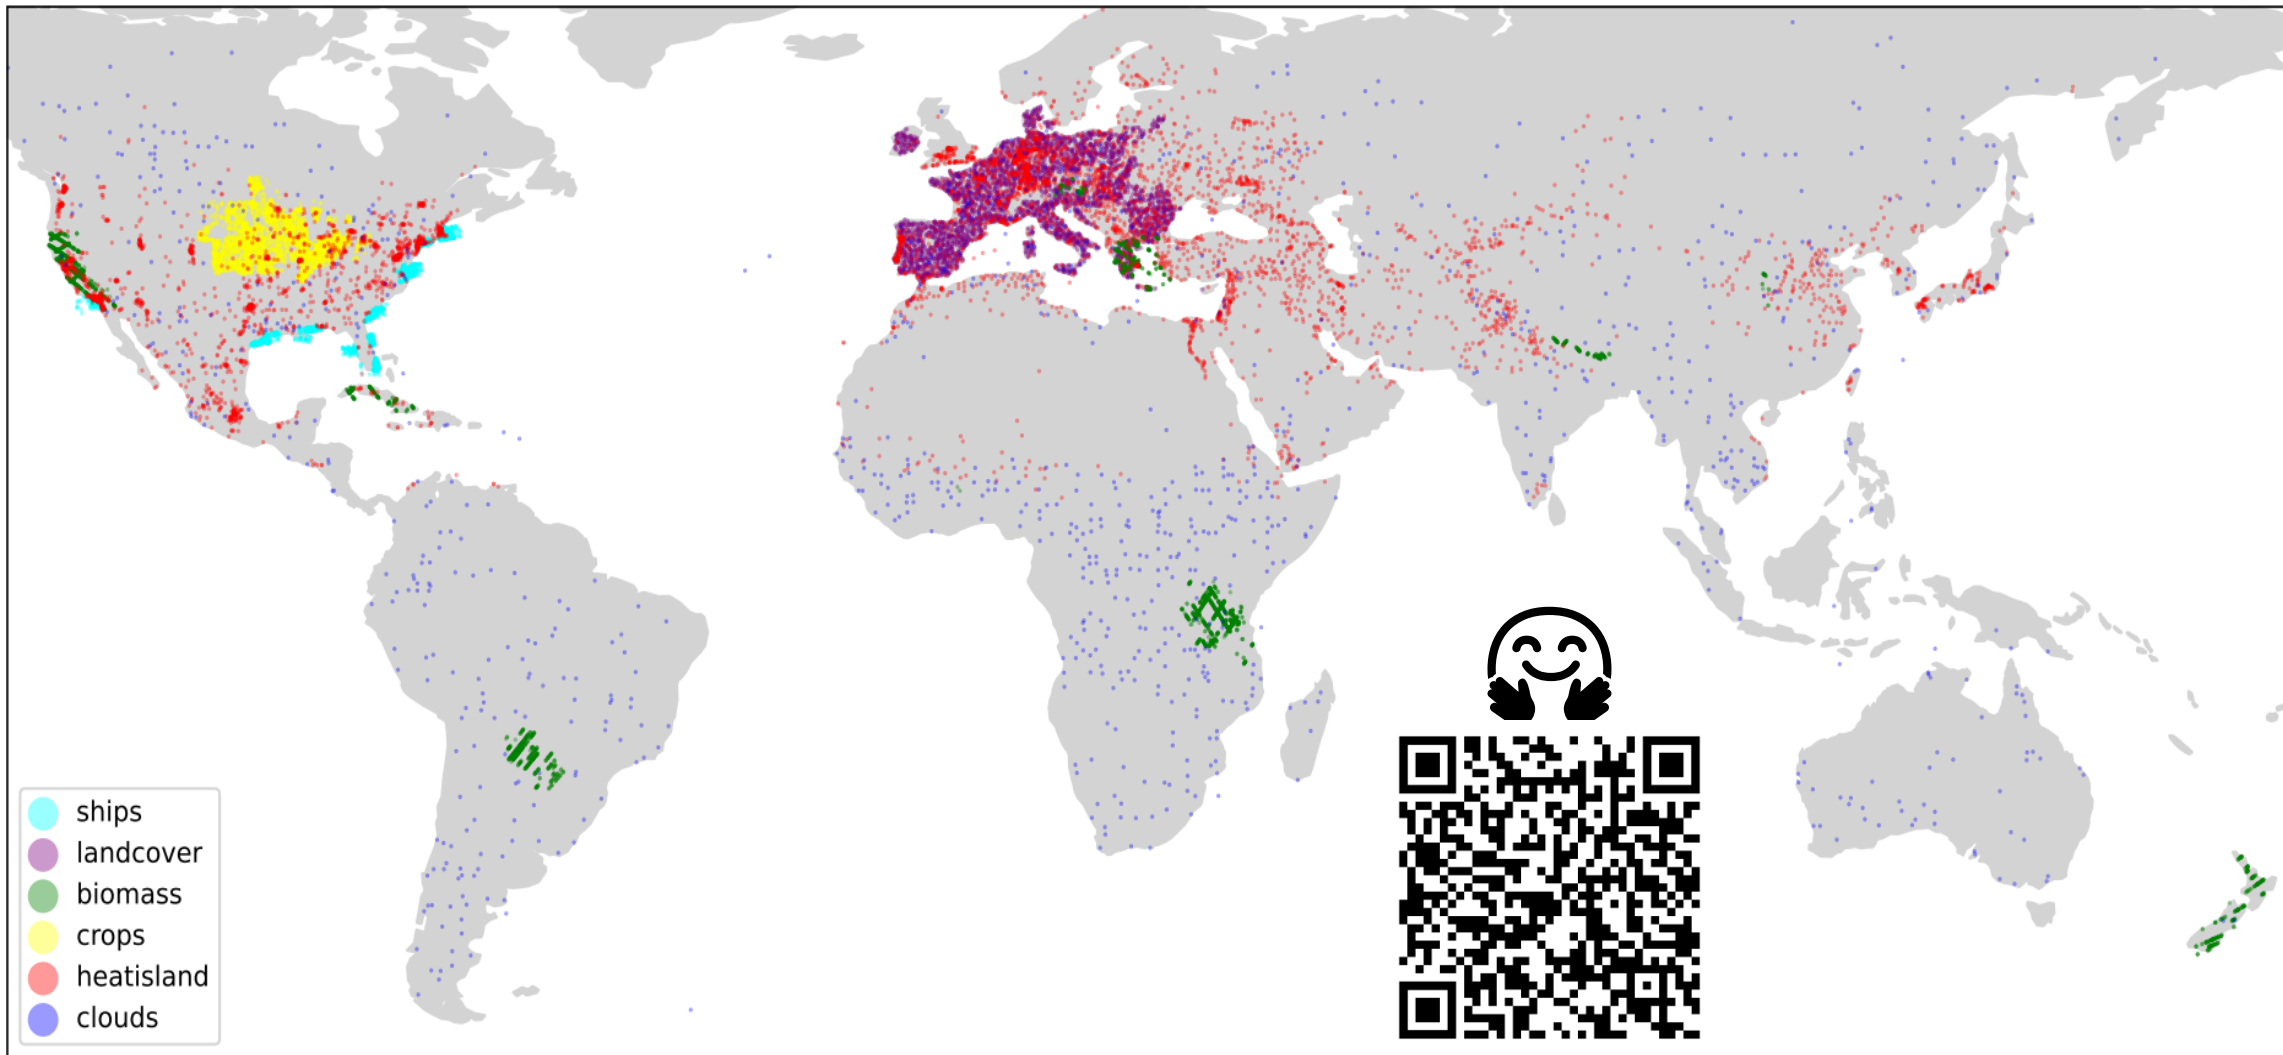 ships
landcover
biomass
crops
heatisland
clouds